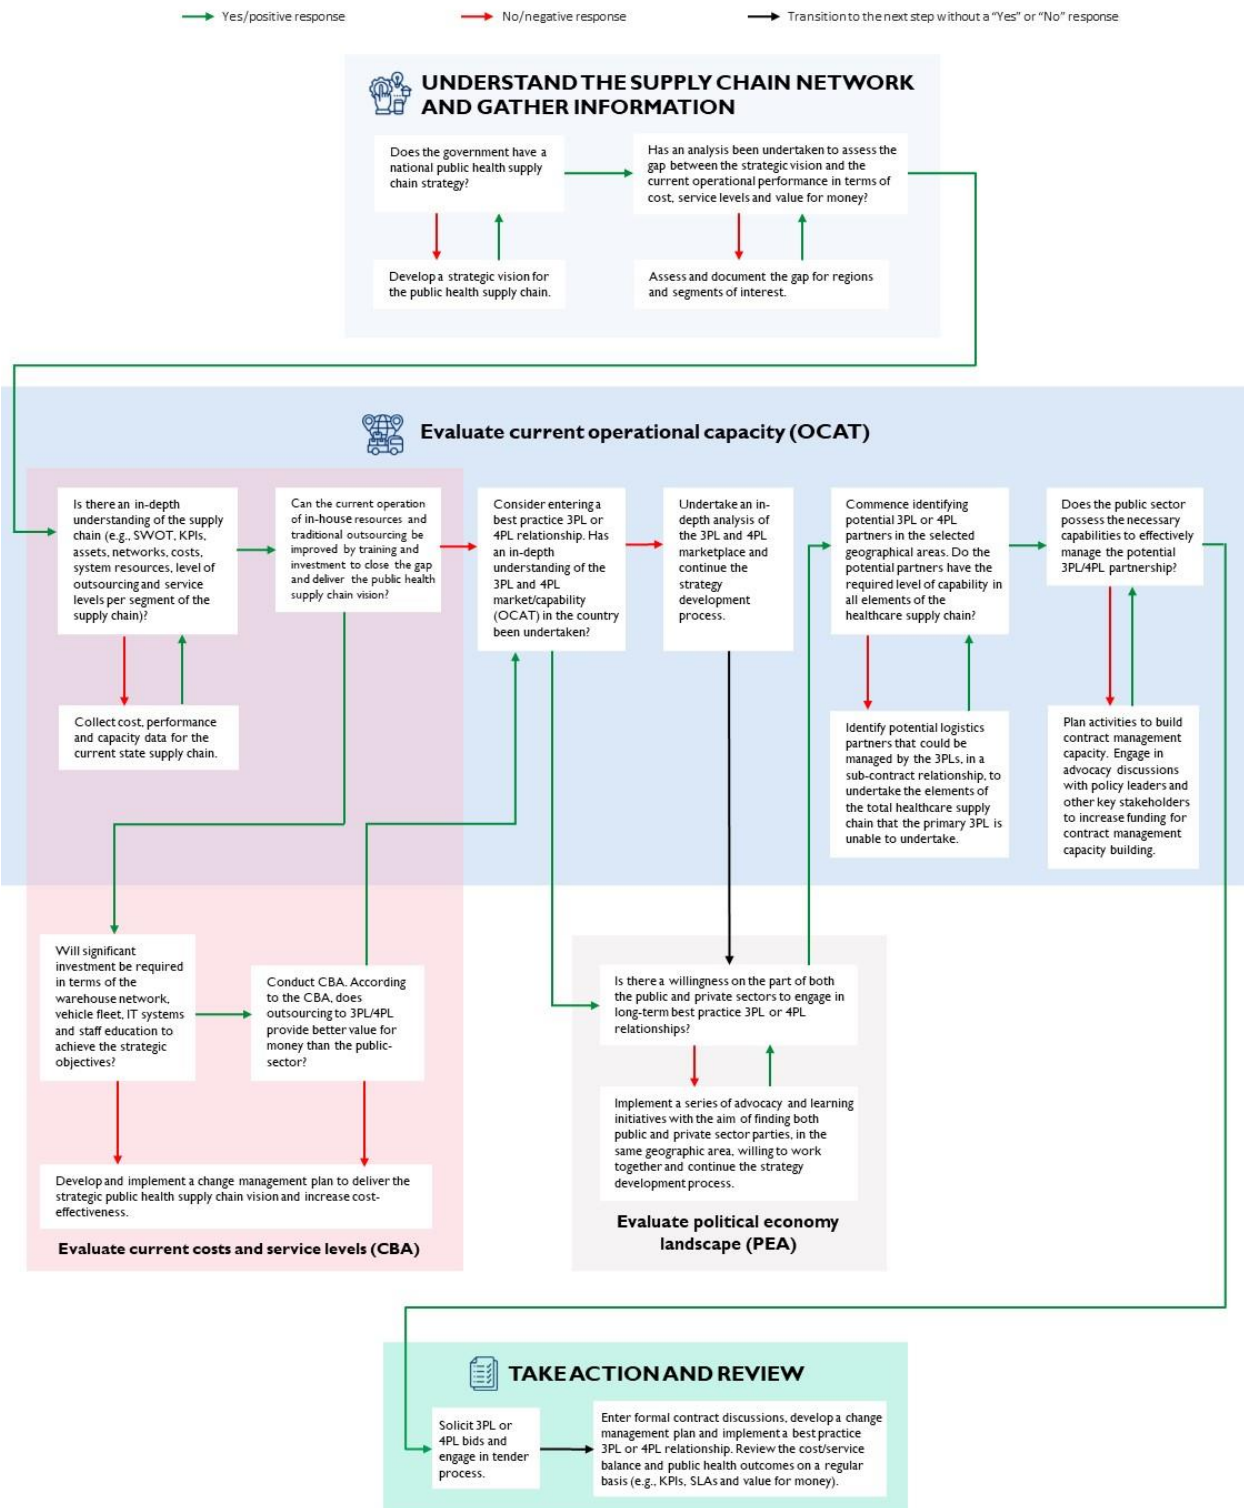 Yes/positive response
No/negative response
Transition to the next step without a “Yes” or “No” response
UNDERSTAND THE SUPPLY CHAIN NETWORK
AND GATHER INFORMATION
Does the government have a
national public health supply
chain strategy?
Has an analysis been undertaken to assess the
gap between the strategic vision and the
current operational performance in terms of
cost, service levels and value for money?
Develop a strategic vision for
the public health supply chain.
Assess and document the gap for regions
and segments of interest.
Evaluate current operational capacity (OCAT)
Is there an in-depth
understanding of the supply
chain (e.g., SWOT, KPIs,
assets, networks, costs,
system resources, level of
outsourcing and service
levels per segment of the
supply chain)?
Can the current operation
of in-house resources and
traditional outsourcing be
improved by training and
investment to close the gap
and deliver the public health
supply chain vision?
Consider entering a
best practice 3PL or
4PL relationship. Has
an in-depth
understanding of the
3PL and 4PL
market/capability
(OCAT) in the country
been undertaken?
Undertake an in-
depth analysis of
the 3PL and 4PL
marketplace and
continue the
strategy
development
process.
Commence identifying
potential 3PL or 4PL
partners in the selected
geographical areas. Do the
potential partners have the
required level of capability in
all elements of the
healthcare supply chain?
Does the public sector
possess the necessary
capabilities to effectively
manage the potential
3PL/4PL partnership?
Collect cost, performance
and capacity data for the
current state supply chain.
Identify potential logistics
partners that could be
managed by the 3PLs, in a
sub-contract relationship, to
undertake the elements of
the total healthcare supply
chain that the primary 3PL is
unable to undertake.
Plan activities to build
contract management
capacity. Engage in
advocacy discussions
with policy leaders and
other key stakeholders
to increase funding for
contract management
capacity building.
Will significant
investment be required
in terms of the
warehouse network,
vehicle fleet, IT systems
and staff education to
achieve the strategic
objectives?
Conduct CBA. According
to the CBA, does
outsourcing to 3PL/4PL
provide better value for
money than the public-
sector?
Is there a willingness on the part of both
the public and private sectors to engage in
long-term best practice 3PL or 4PL
relationships?
Implement a series of advocacy and learning
initiatives with the aim of finding both
public and private sector parties, in the
same geographic area, willing to work
together and continue the strategy
development process.
Develop and implement a change management plan to deliver the
strategic public health supply chain vision and increase cost-
effectiveness.
Evaluate current costs and service levels (CBA)
Evaluate political economy
landscape (PEA)
TAKE ACTION AND REVIEW
Solicit 3PL or
4PL bids and
engage in tender
process.
Enter formal contract discussions, develop a change
management plan and implement a best practice
3PL or 4PL relationship. Review the cost/service
balance and public health outcomes on a regular
basis (e.g., KPIs, SLAs and value for money).